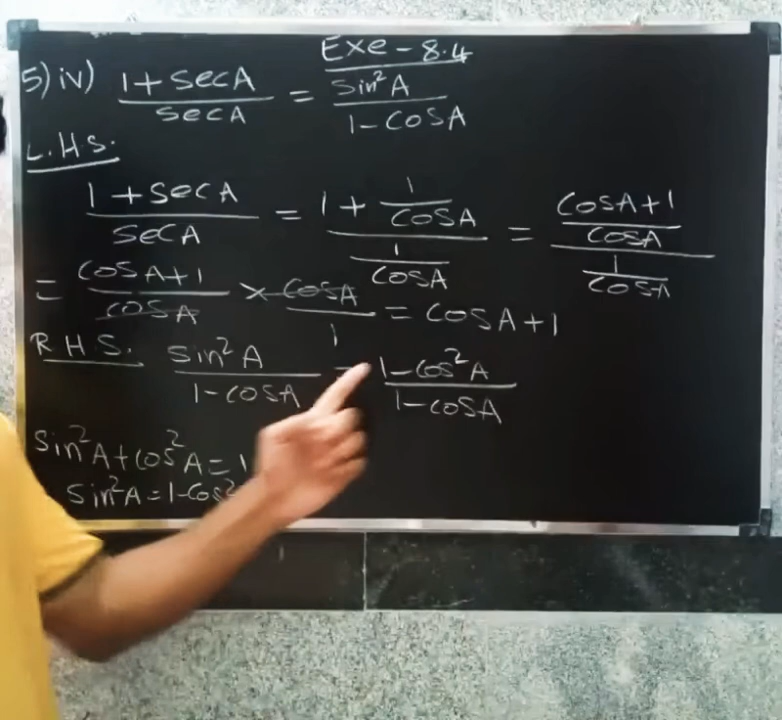 Exe - 8.4
5) iv) (1 + secA)/(secA) = (sin²A)/(1 - cosA)
L.H.S.
(1 + secA)/(secA) = (1 + 1/cosA)/(1/cosA) = ((cosA + 1)/cosA)/(1/cosA)
= (cosA + 1)/(cosA) × (cosA)/1 = cosA + 1
R.H.S. (sin²A)/(1 - cosA) = (1 - cos²A)/(1 - cosA)
sin²A + cos²A = 1
sin²A = 1 - cos²